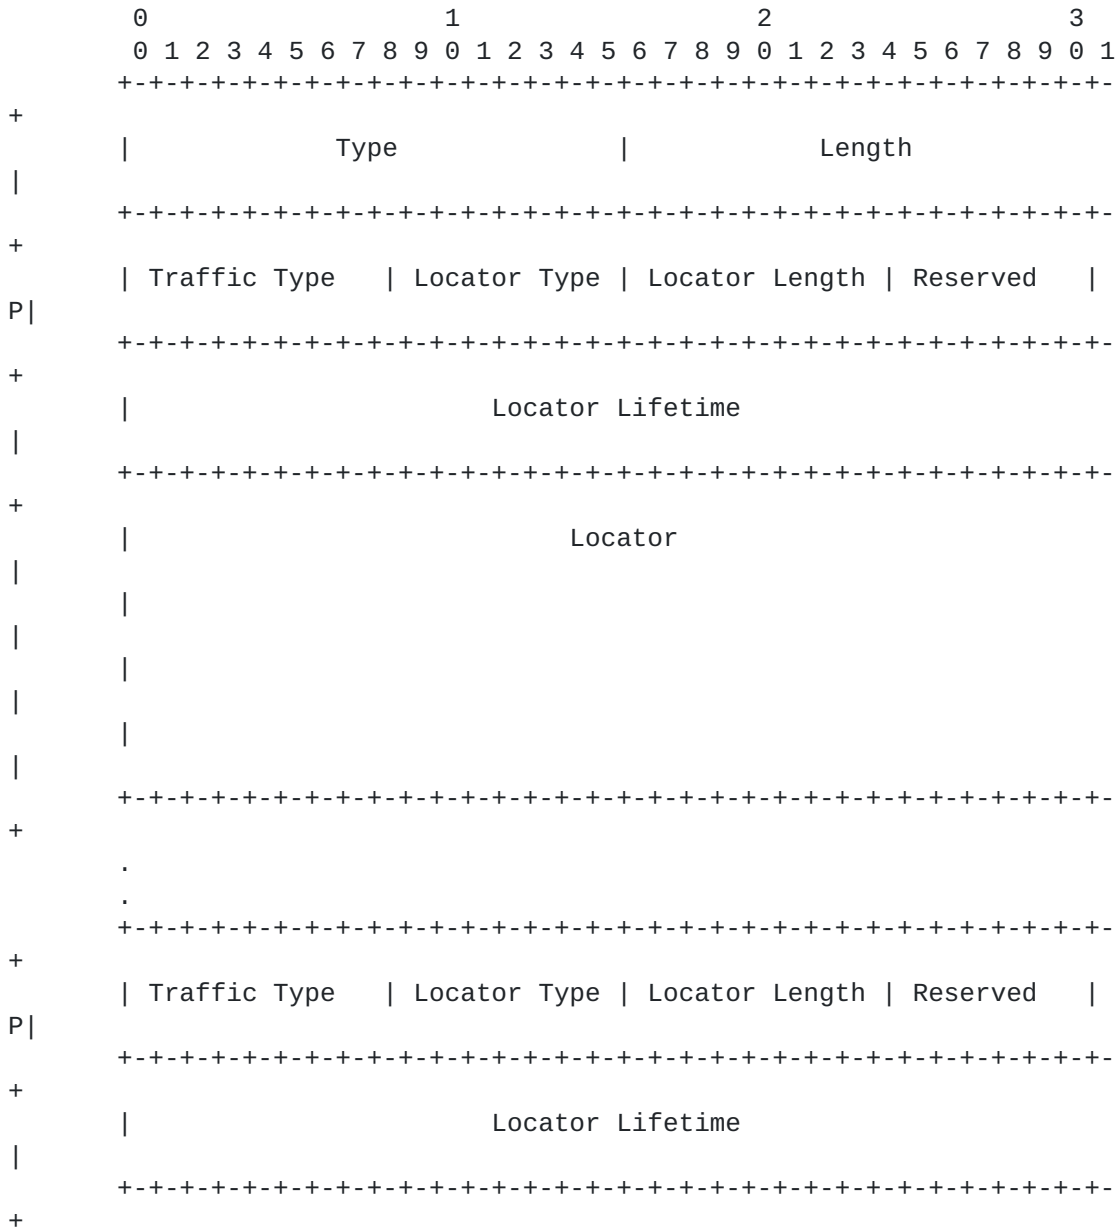 0                   1                   2                   3
        0 1 2 3 4 5 6 7 8 9 0 1 2 3 4 5 6 7 8 9 0 1 2 3 4 5 6 7 8 9 0 1
       +-+-+-+-+-+-+-+-+-+-+-+-+-+-+-+-+-+-+-+-+-+-+-+-+-+-+-+-+-+-+-+-
+
       |             Type              |            Length
|
       +-+-+-+-+-+-+-+-+-+-+-+-+-+-+-+-+-+-+-+-+-+-+-+-+-+-+-+-+-+-+-+-
+
       | Traffic Type   | Locator Type | Locator Length | Reserved   |
P|
       +-+-+-+-+-+-+-+-+-+-+-+-+-+-+-+-+-+-+-+-+-+-+-+-+-+-+-+-+-+-+-+-
+
       |                       Locator Lifetime
|
       +-+-+-+-+-+-+-+-+-+-+-+-+-+-+-+-+-+-+-+-+-+-+-+-+-+-+-+-+-+-+-+-
+
       |                            Locator
|
       |
|
       |
|
       |
|
       +-+-+-+-+-+-+-+-+-+-+-+-+-+-+-+-+-+-+-+-+-+-+-+-+-+-+-+-+-+-+-+-
+
       .
       .
       +-+-+-+-+-+-+-+-+-+-+-+-+-+-+-+-+-+-+-+-+-+-+-+-+-+-+-+-+-+-+-+-
+
       | Traffic Type   | Locator Type | Locator Length | Reserved   |
P|
       +-+-+-+-+-+-+-+-+-+-+-+-+-+-+-+-+-+-+-+-+-+-+-+-+-+-+-+-+-+-+-+-
+
       |                       Locator Lifetime
|
       +-+-+-+-+-+-+-+-+-+-+-+-+-+-+-+-+-+-+-+-+-+-+-+-+-+-+-+-+-+-+-+-
+